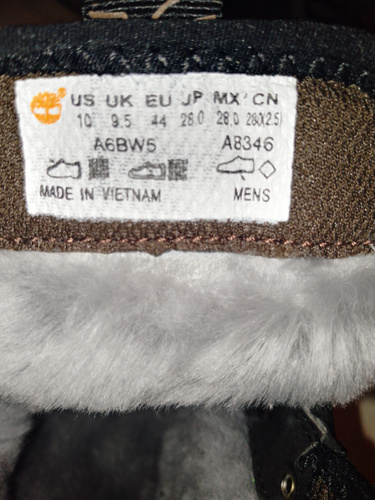 US UK EU JP MX CN
10 9.5 44 28.0 28.0 280(2.5)
A6BW5 A8346
MADE IN VIETNAM MENS